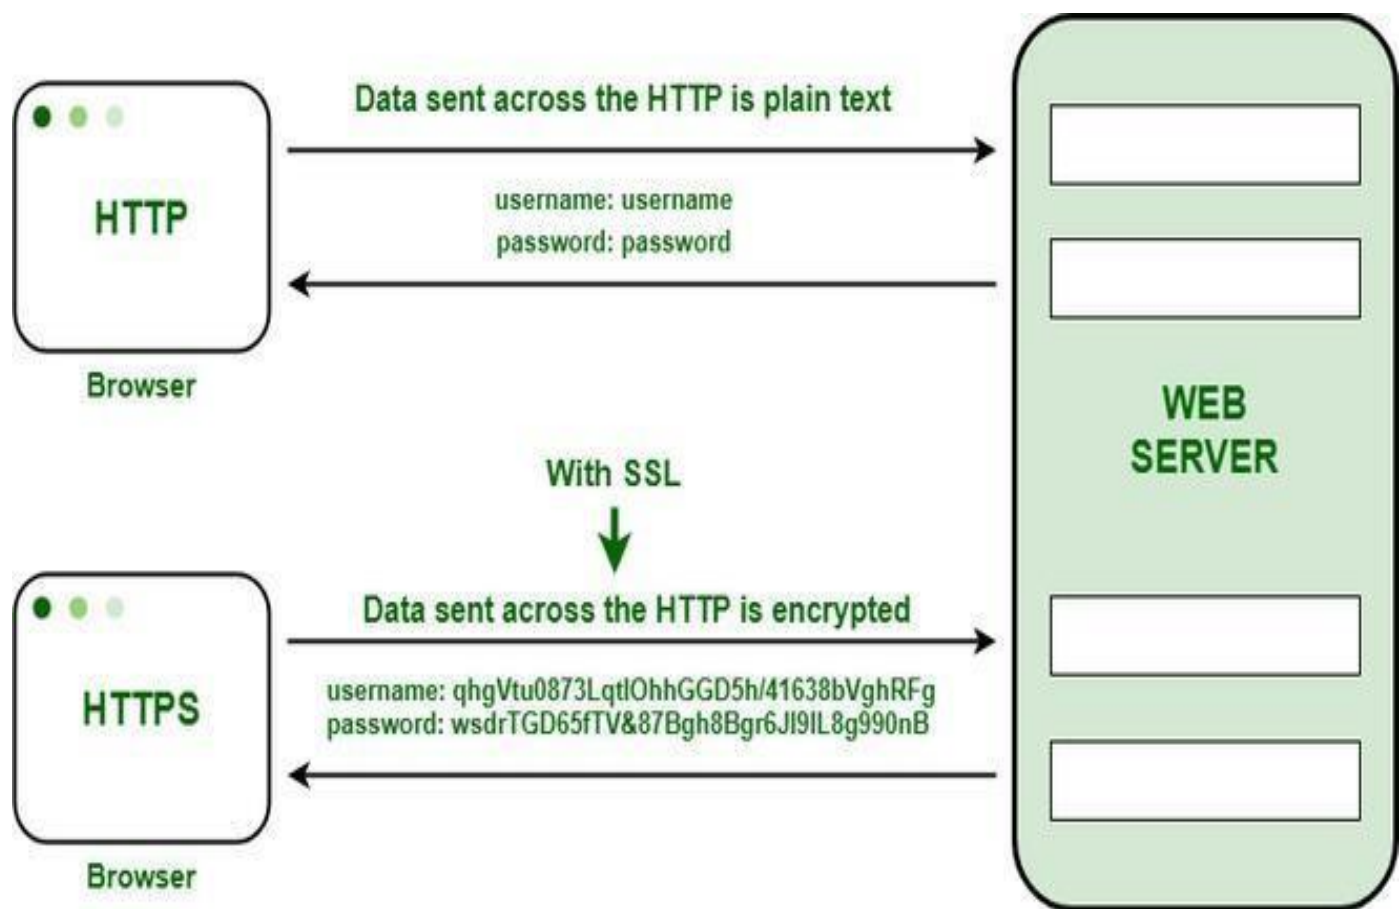 Data sent across the HTTP is plain text
HTTP
username: username
password: password
Browser
WEB
SERVER
With SSL
Data sent across the HTTP is encrypted
HTTPS
username: qhgVtu0873LqtlOhhGGD5h/41638bVghRFg
password: wsdrTGD65fTV&87Bgh8Bgr6Jl9lL8g990nB
Browser